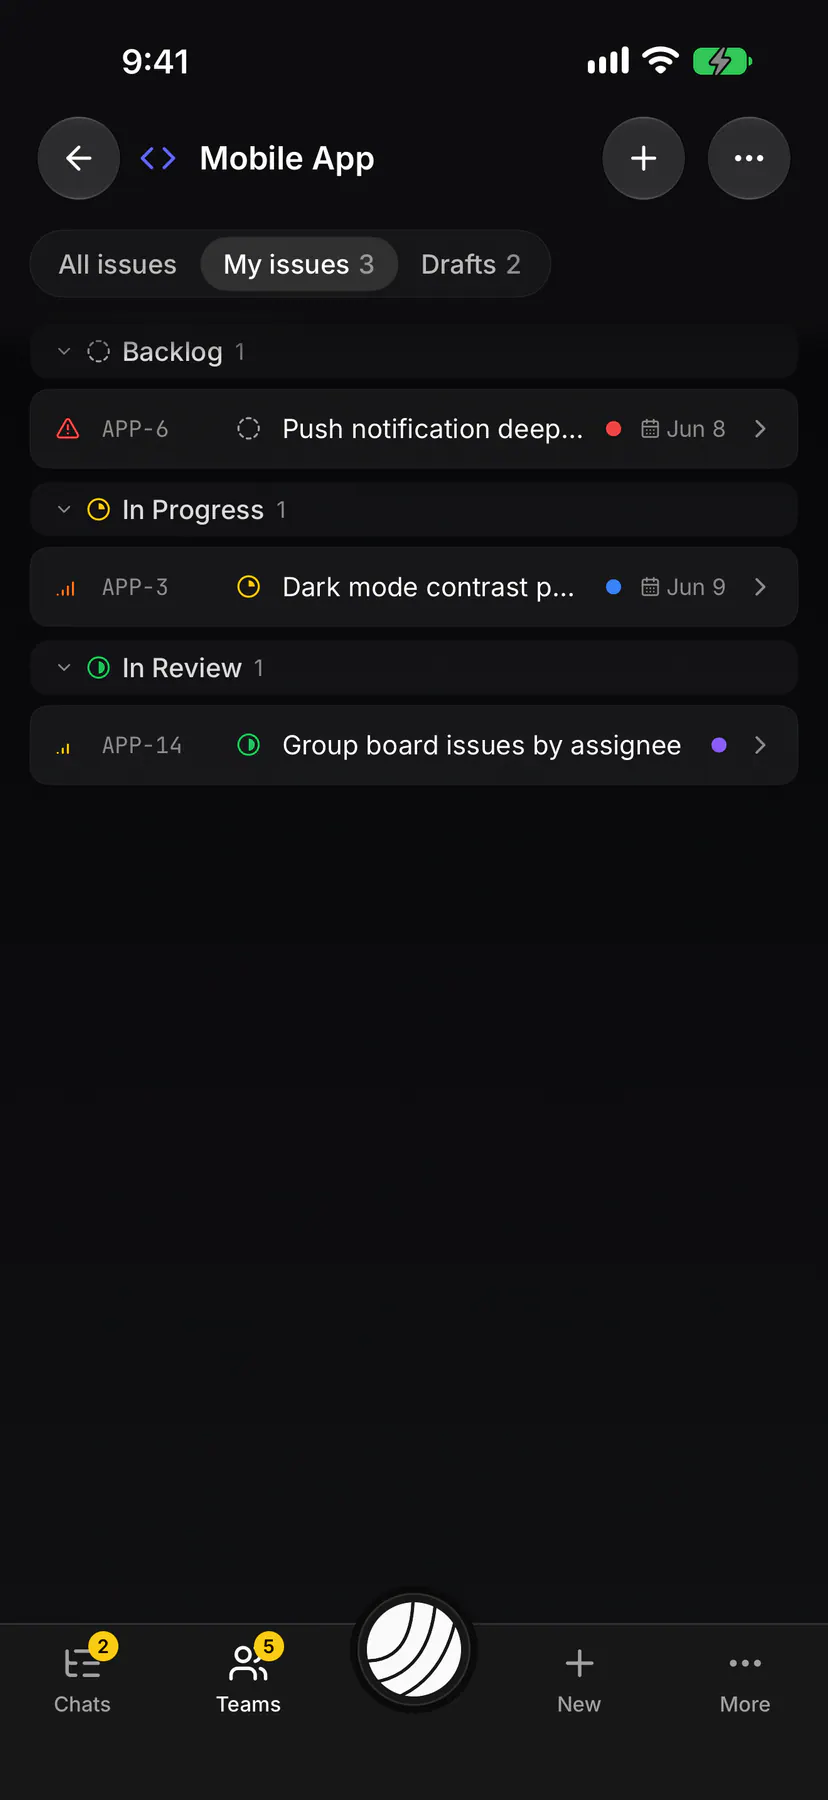 9:41
Mobile App
All issues My issues 3 Drafts 2
Backlog 1
APP-6 Push notification deep... Jun 8
In Progress 1
APP-3 Dark mode contrast p... Jun 9
In Review 1
APP-14 Group board issues by assignee
2 5
Chats Teams New More